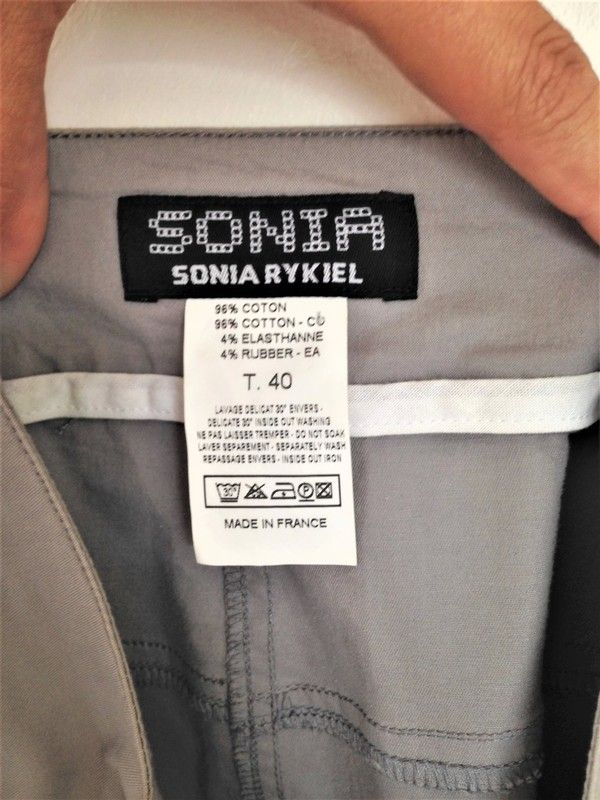 SONIA
SONIA RYKIEL
96% COTON
96% COTTON - CO
4% ELASTHANNE
4% RUBBER - EA
T. 40
LAVAGE DELICAT 30° ENVERS -
DELICATE 30° INSIDE OUT WASHING
NE PAS LAISSER TREMPER - DO NOT SOAK
LAVER SEPAREMENT - SEPARATELY WASH
REPASSAGE ENVERS - INSIDE OUT IRON
30° P
MADE IN FRANCE